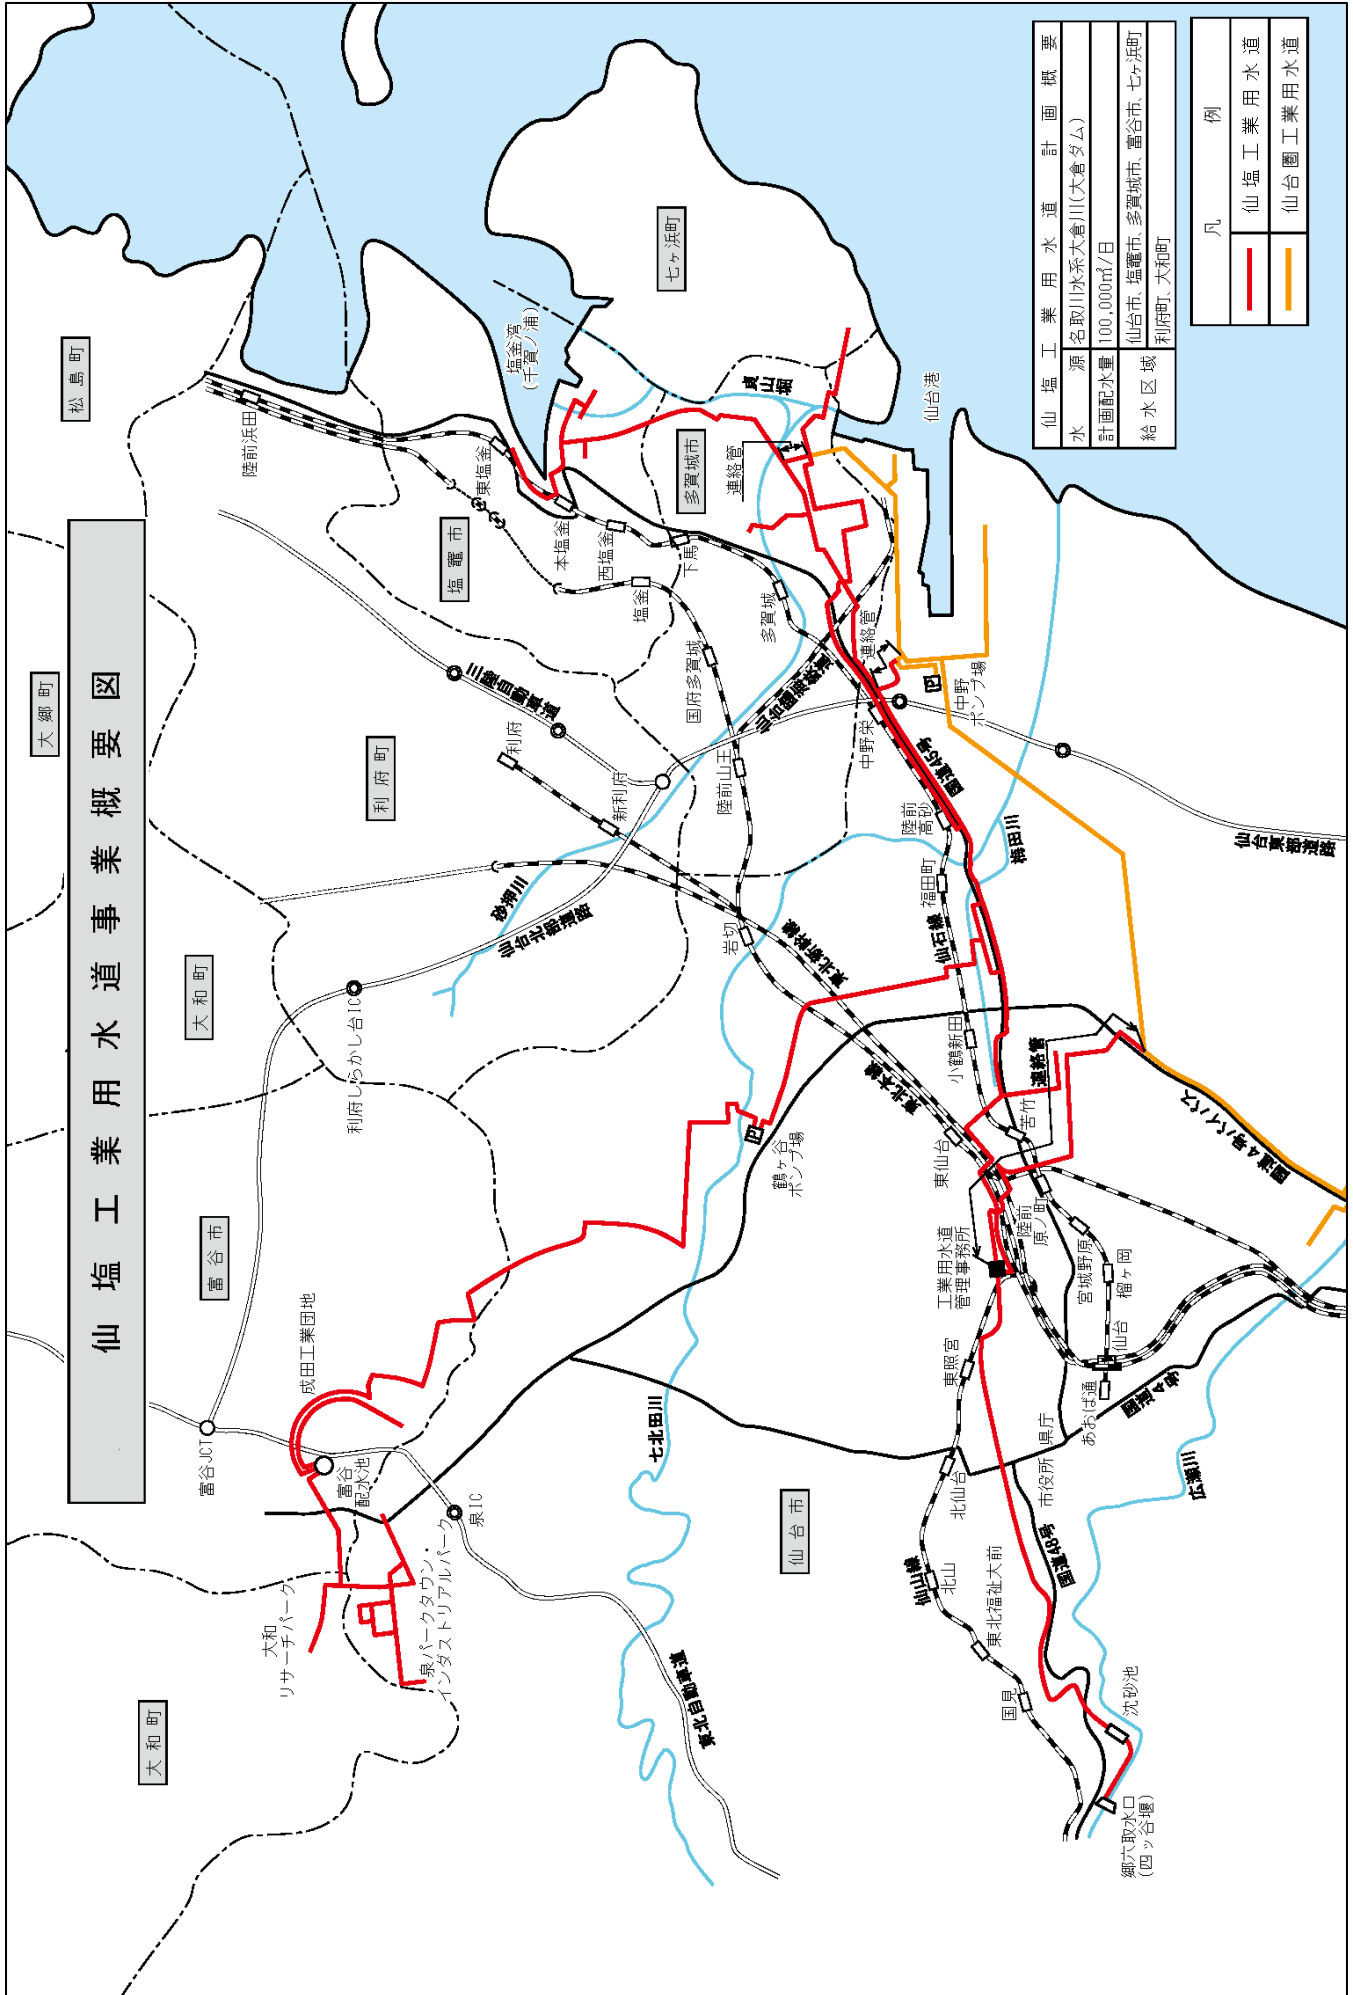 仙塩工業用水道事業概要図
仙塩工業用水道計画概要
水源 名取川水系大倉川(大倉ダム)
計画配水量 100,000㎥/日
給水区域 仙台市、塩竈市、多賀城市、富谷市、七ヶ浜町
利府町、大和町
凡例
仙塩工業用水道
仙台圏工業用水道
松島町
大郷町
利府町
大和町
富谷市
大和町
塩竈市
多賀城市
七ヶ浜町
仙台市
陸前浜田
東塩釜
本塩釜
西塩釜
下馬
多賀城
塩釜
国府多賀城
陸前山王
塩釜湾
(千賀ノ浦)
貞山堀
連絡管
仙台港
三陸自動車道
利府
新利府
砂押川
仙台北部道路
利府しらかし台IC
仙台臨海鉄道
連絡管
P
中野
ポンプ場
中野栄
国道45号
陸前
高砂
福田町
梅田川
仙台東部道路
仙石線
岩切
東北新幹線
東北本線
小鶴新田
連絡管
苦竹
国道4号バイパス
東仙台
鶴ヶ谷
ポンプ場
P
陸前
原ノ町
工業用水道
管理事務所
宮城野原
榴ヶ岡
仙台
あおば通
国道4号
東照宮
県庁
市役所
北仙台
国道48号
広瀬川
仙山線
北山
東北福祉大前
国見
沈砂池
郷六取水口
(四ッ谷堰)
七北田川
東北自動車道
富谷JCT
成田工業団地
富谷
配水池
泉IC
大和
リサーチパーク
泉パークタウン・
インダストリアルパーク